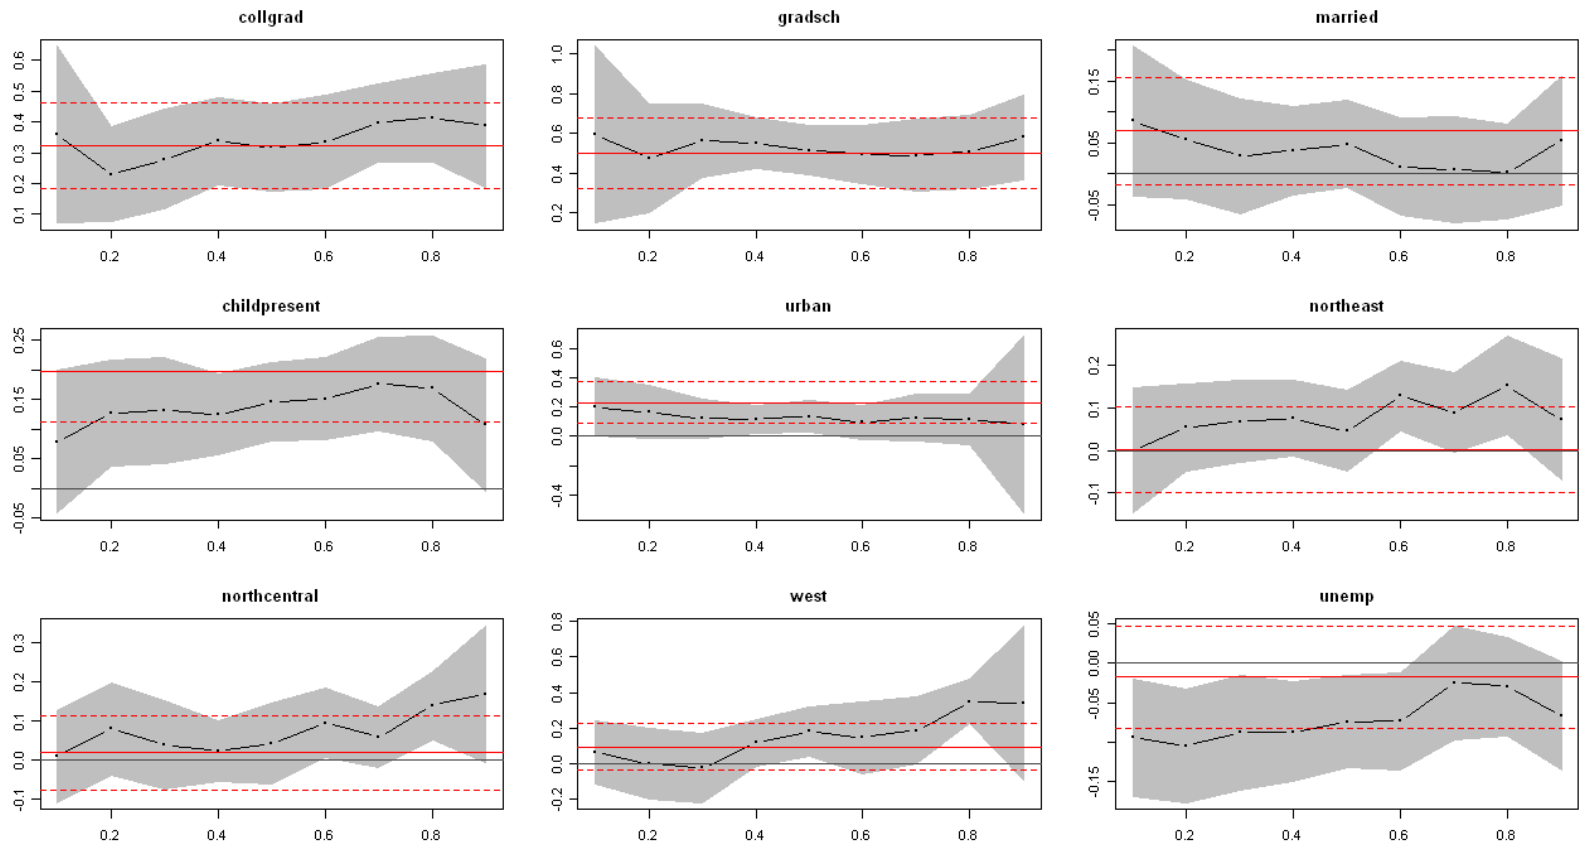 collgrad
0.1 0.2 0.3 0.4 0.5 0.6
0.2 0.4 0.6 0.8
gradsch
0.2 0.4 0.6 0.8 1.0
0.2 0.4 0.6 0.8
married
-0.05 0.05 0.15
0.2 0.4 0.6 0.8
childpresent
-0.05 0.05 0.15 0.25
0.2 0.4 0.6 0.8
urban
-0.4 0.0 0.2 0.4 0.6
0.2 0.4 0.6 0.8
northeast
-0.1 0.0 0.1 0.2
0.2 0.4 0.6 0.8
northcentral
-0.1 0.0 0.1 0.2 0.3
0.2 0.4 0.6 0.8
west
-0.2 0.0 0.2 0.4 0.6 0.8
0.2 0.4 0.6 0.8
unemp
-0.15 -0.05 0.00 0.05
0.2 0.4 0.6 0.8